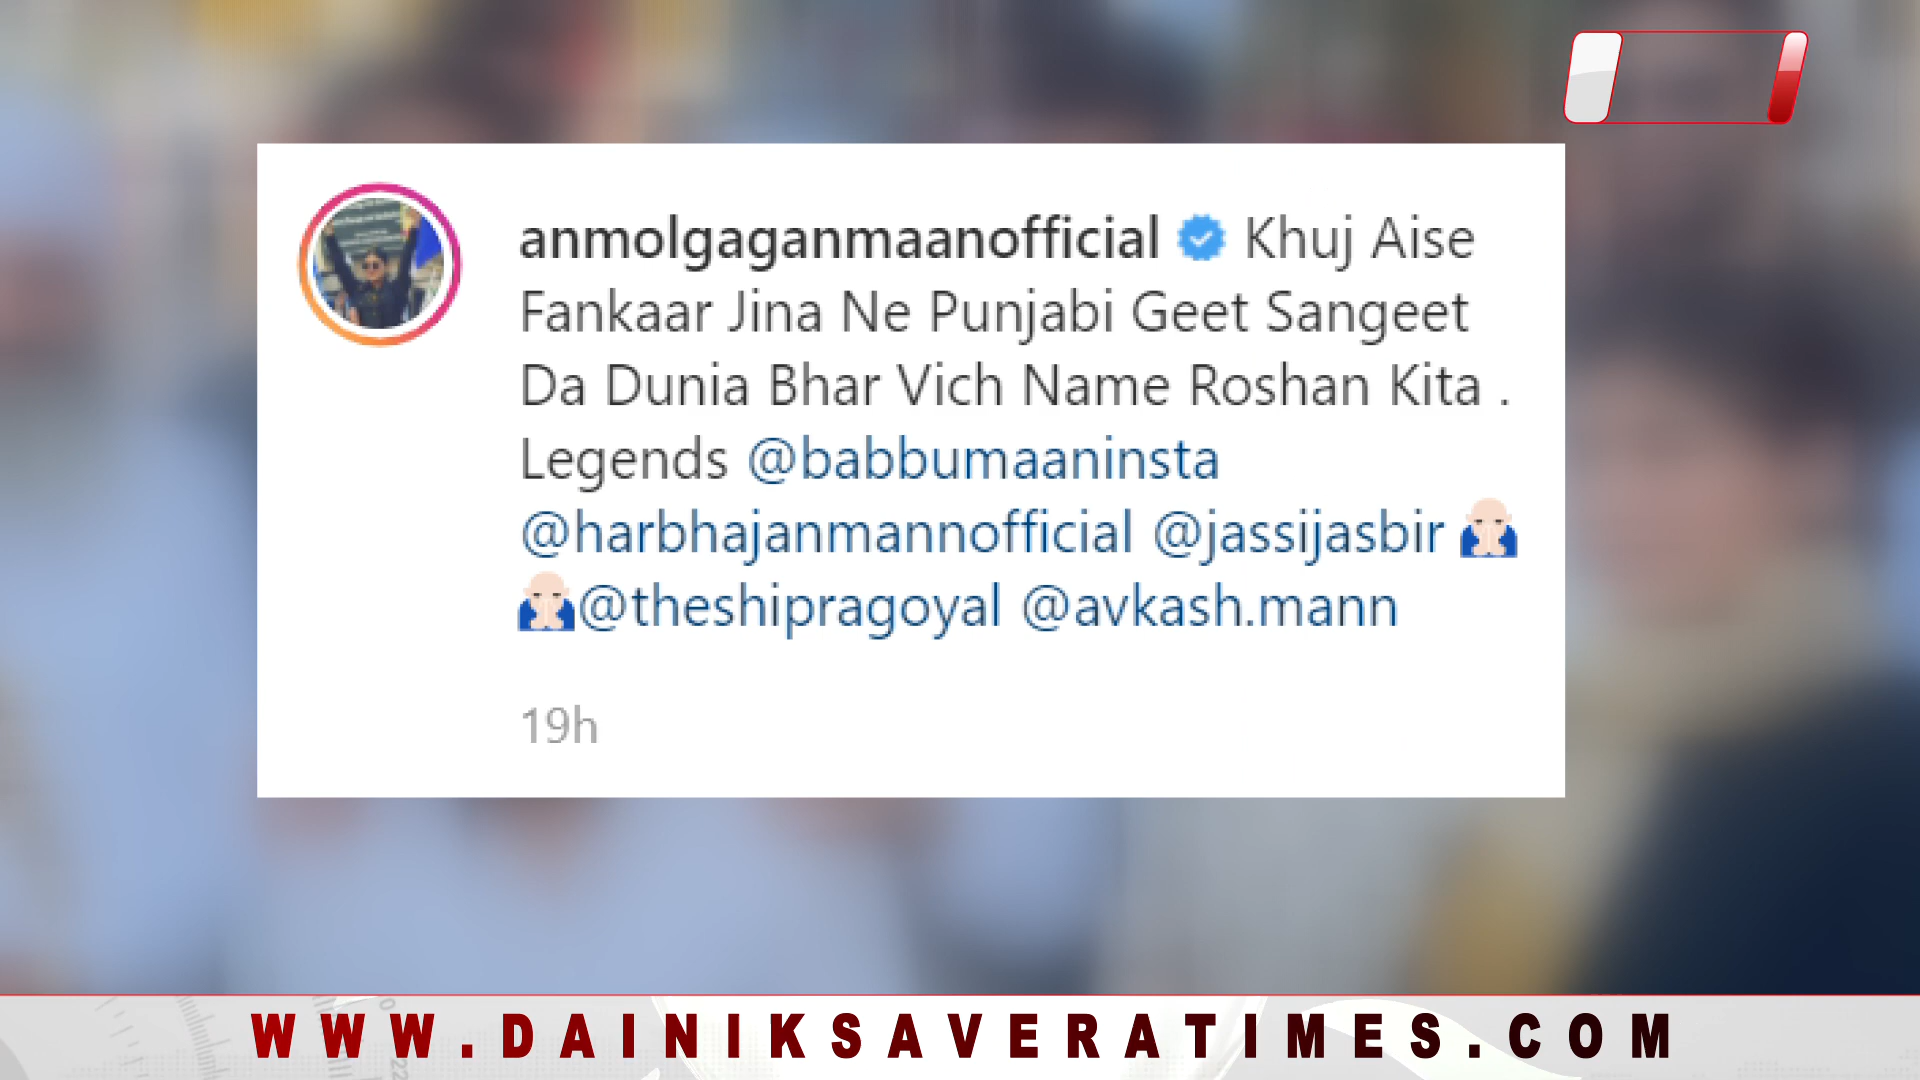 anmolgaganmaanofficial Khuj Aise
Fankaar Jina Ne Punjabi Geet Sangeet
Da Dunia Bhar Vich Name Roshan Kita .
Legends @babbumaaninsta
@harbhajanmannofficial @jassijasbir
@theshipragoyal @avkash.mann
19h
WWW.DAINIKSAVERATIMES.COM